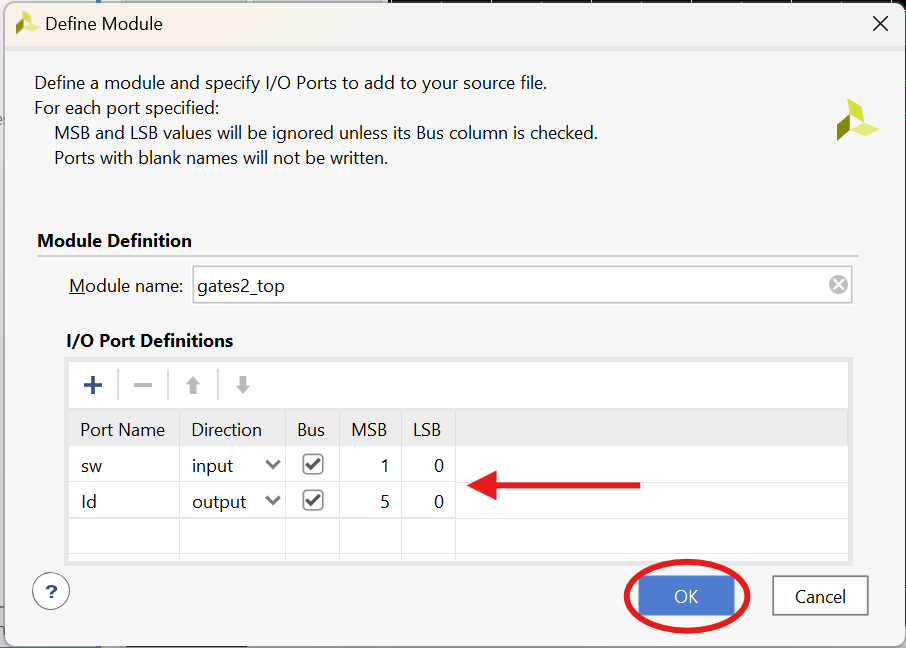 Define Module
Define a module and specify I/O Ports to add to your source file.
For each port specified:
MSB and LSB values will be ignored unless its Bus column is checked.
Ports with blank names will not be written.
Module Definition
Module name: gates2_top
I/O Port Definitions
Port Name Direction Bus MSB LSB
sw input 1 0
ld output 5 0
? OK Cancel